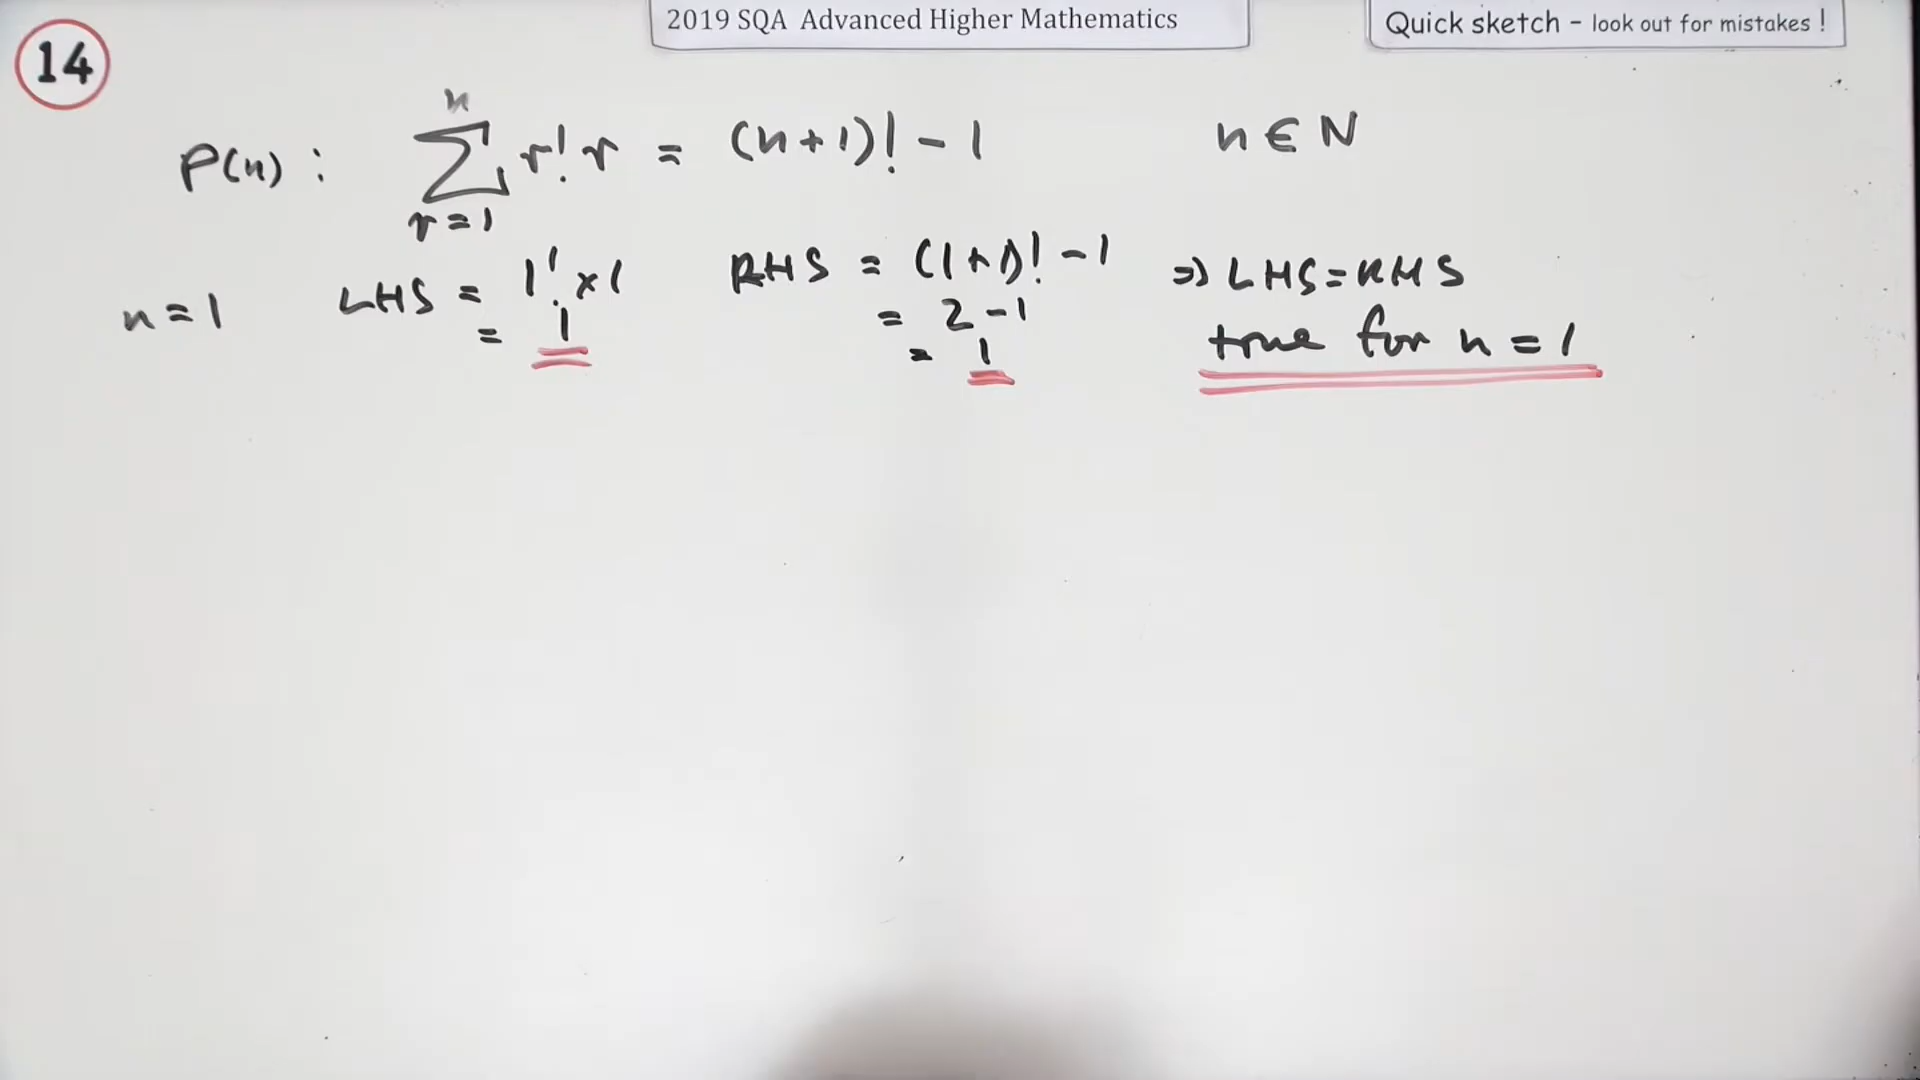 2019 SQA Advanced Higher Mathematics
Quick sketch - look out for mistakes !
14
P(n) : n ∑ r=1 r! r = (n+1)! - 1 n ∈ N
n = 1 LHS = 1! × 1 RHS = (1+1)! - 1 ⇒ LHS = RHS
= 1 = 2 - 1 true for n = 1
= 1